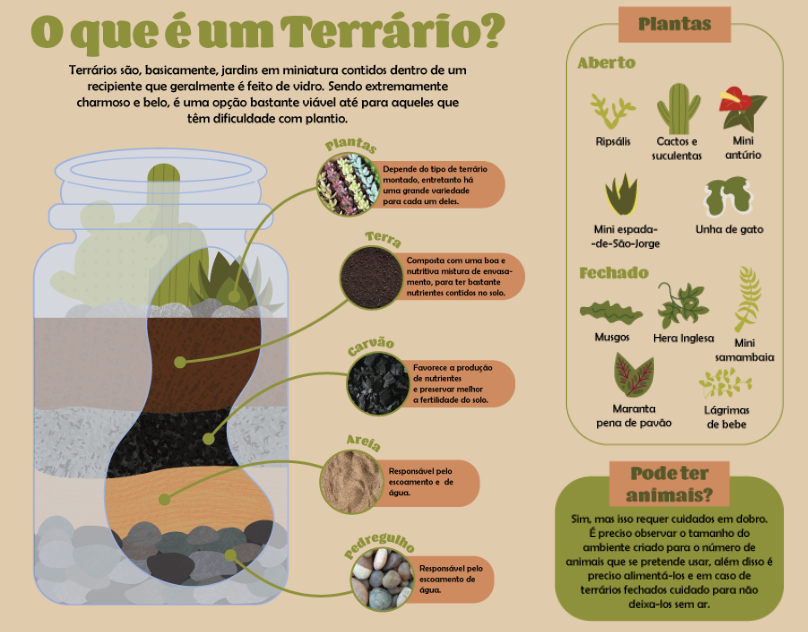 O que é um Terrário?
Terrários são, basicamente, jardins em miniatura contidos dentro de um
recipiente que geralmente é feito de vidro. Sendo extremamente
charmoso e belo, é uma opção bastante viável até para aqueles que
têm dificuldade com plantio.
Plantas
Depende do tipo de terrário
montado, entretanto há
uma grande variedade
para cada um deles.
Terra
Composta com uma boa e
nutritiva mistura de envasa-
mento, para ter bastante
nutrientes contidos no solo.
Carvão
Favorece a produção
de nutrientes
e preservar melhor
a fertilidade do solo.
Areia
Responsável pelo
escoamento e de
água.
Pedregulho
Responsável pelo
escoamento de
água.
Plantas
Aberto
Ripsális
Cactos e
suculentas
Mini
antúrio
Mini espada-
-de-São-Jorge
Unha de gato
Fechado
Musgos
Hera Inglesa
Mini
samambaia
Maranta
pena de pavão
Lágrimas
de bebe
Pode ter
animais?
Sim, mas isso requer cuidados em dobro.
É preciso observar o tamanho do
ambiente criado para o número de
animais que se pretende usar, além disso é
preciso alimentá-los e em caso de
terrários fechados cuidado para não
deixa-los sem ar.